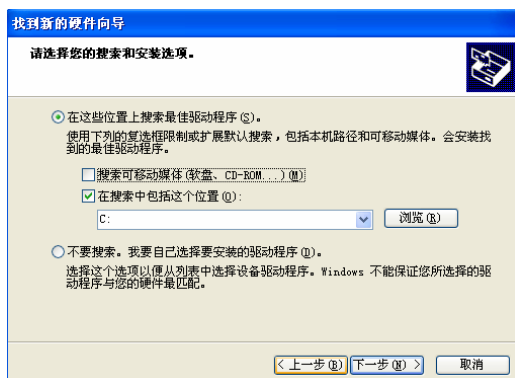 找到新的硬件向导
请选择您的搜索和安装选项。
在这些位置上搜索最佳驱动程序(S)。
使用下列的复选框限制或扩展默认搜索，包括本机路径和可移动媒体。会安装找
到的最佳驱动程序。
搜索可移动媒体(软盘、CD-ROM...)(M)
在搜索中包括这个位置(O):
C:
浏览(R)
不要搜索。我要自己选择要安装的驱动程序(D)。
选择这个选项以便从列表中选择设备驱动程序。Windows 不能保证您所选择的驱
动程序与您的硬件最匹配。
< 上一步(B) 下一步(N) > 取消